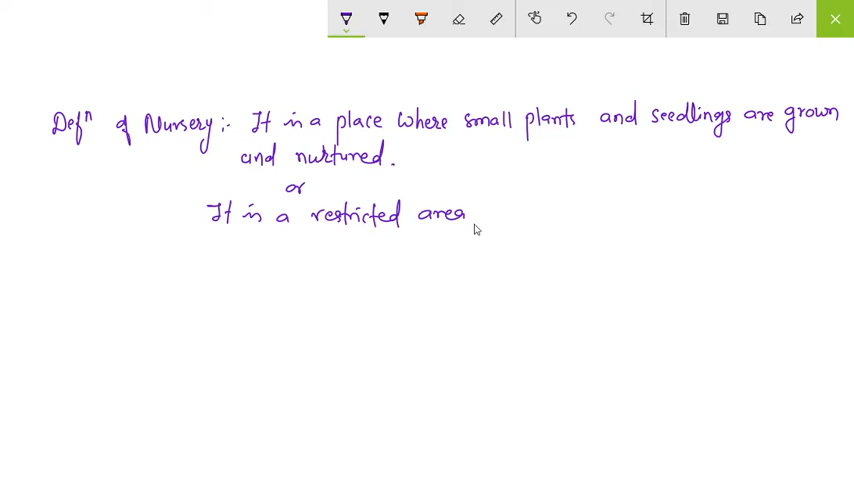 Defⁿ of Nursery :- It is a place where small plants and seedlings are grown
and nurtured.
or
It is a restricted area